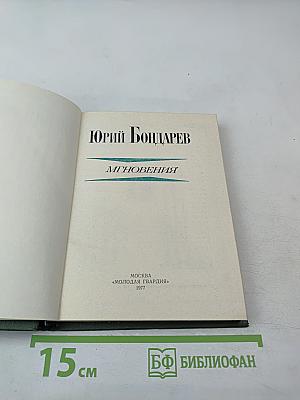 ЮРИЙ БОНДАРЕВ
МГНОВЕНИЯ
МОСКВА
«МОЛОДАЯ ГВАРДИЯ»
1977
15 см
БФ БИБЛИОФАН